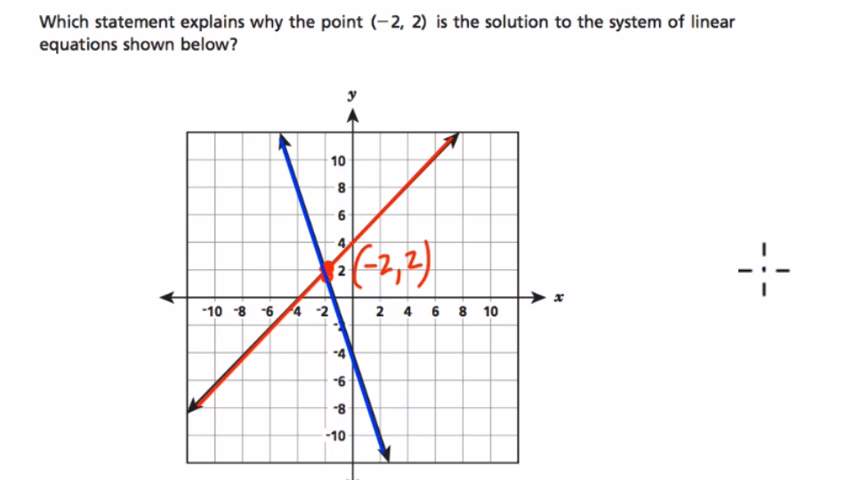 Which statement explains why the point (−2, 2) is the solution to the system of linear
equations shown below?
y
10
8
6
4
2
(-2,2)
x
-10 -8 -6 -4 -2 2 4 6 8 10
-2
-4
-6
-8
-10